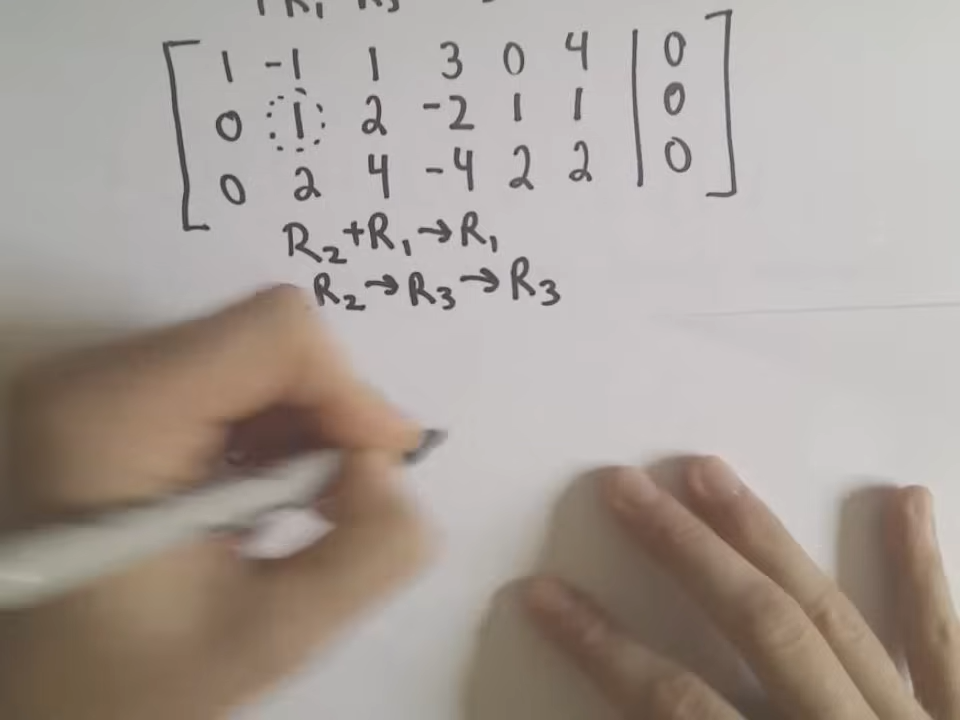 1 -1 1 3 0 4 | 0
0 1 2 -2 1 1 | 0
0 2 4 -4 2 2 | 0
R₂+R₁→R₁
R₂→R₃→R₃